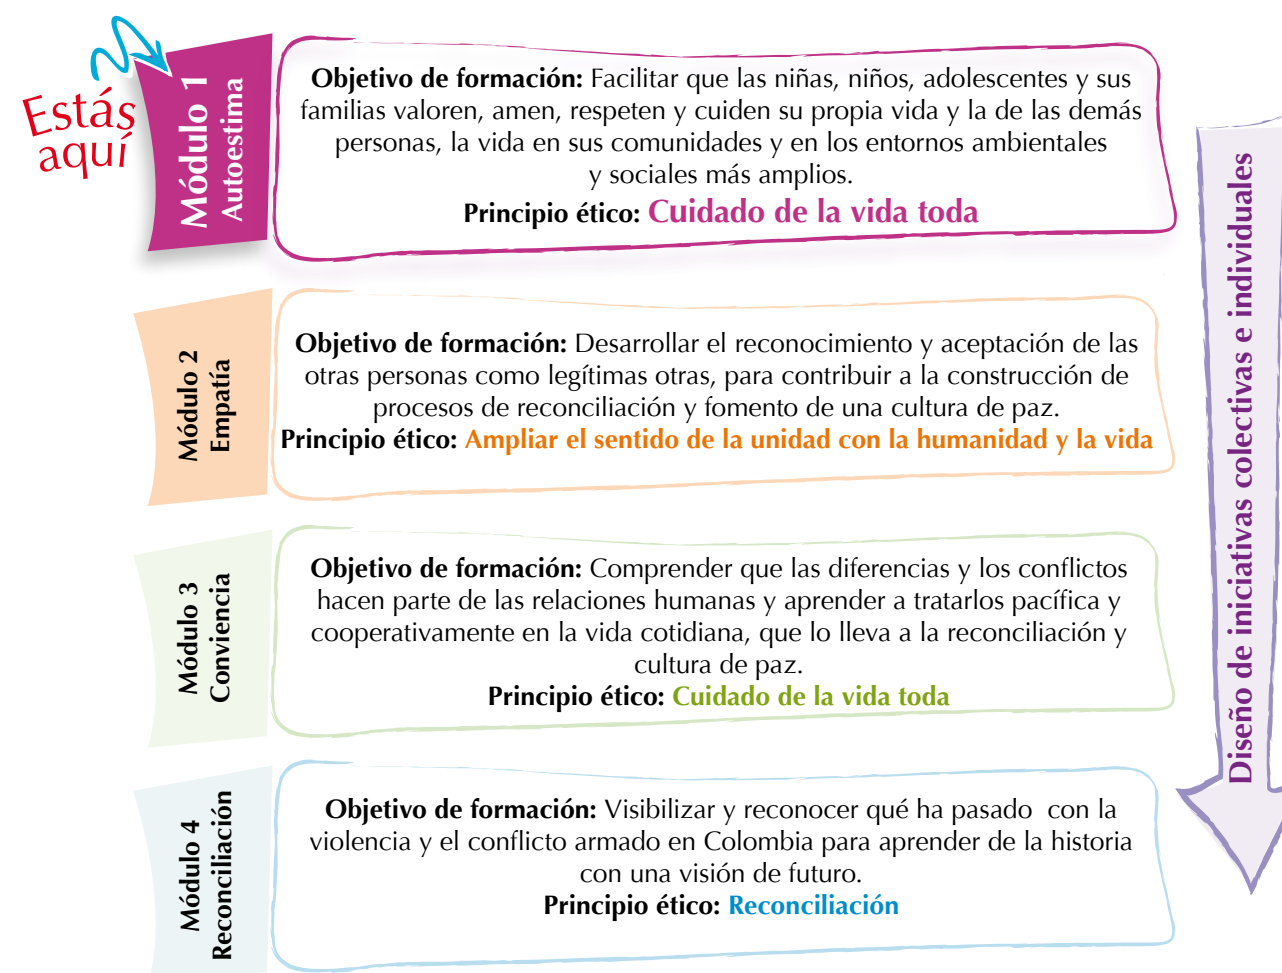 Estás
aquí
Módulo 1
Autoestima
Objetivo de formación: Facilitar que las niñas, niños, adolescentes y sus
familias valoren, amen, respeten y cuiden su propia vida y la de las demás
personas, la vida en sus comunidades y en los entornos ambientales
y sociales más amplios.
Principio ético: Cuidado de la vida toda
Módulo 2
Empatía
Objetivo de formación: Desarrollar el reconocimiento y aceptación de las
otras personas como legítimas otras, para contribuir a la construcción de
procesos de reconciliación y fomento de una cultura de paz.
Principio ético: Ampliar el sentido de la unidad con la humanidad y la vida
Módulo 3
Conviencia
Objetivo de formación: Comprender que las diferencias y los conflictos
hacen parte de las relaciones humanas y aprender a tratarlos pacífica y
cooperativamente en la vida cotidiana, que lo lleva a la reconciliación y
cultura de paz.
Principio ético: Cuidado de la vida toda
Módulo 4
Reconciliación
Objetivo de formación: Visibilizar y reconocer qué ha pasado con la
violencia y el conflicto armado en Colombia para aprender de la historia
con una visión de futuro.
Principio ético: Reconciliación
Diseño de iniciativas colectivas e individuales